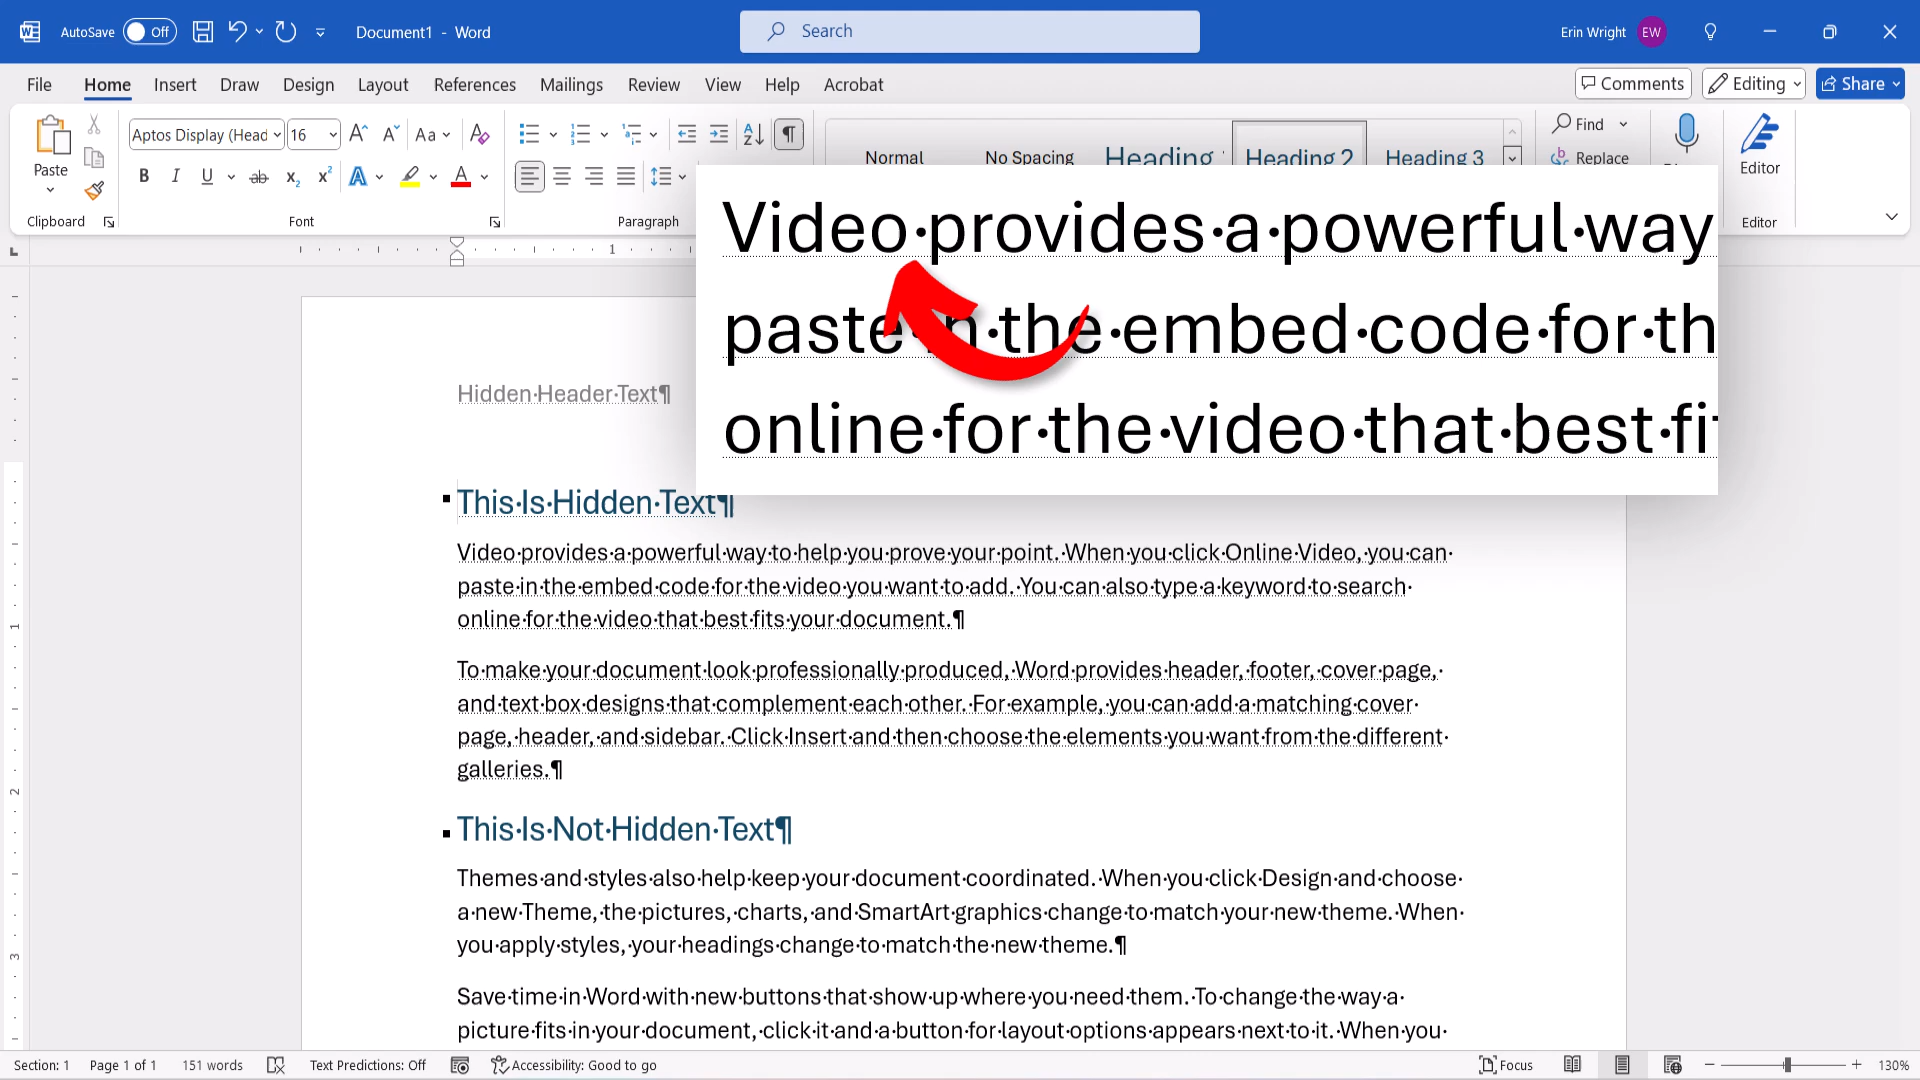 AutoSave Off Document1 - Word Search Erin Wright EW
File Home Insert Draw Design Layout References Mailings Review View Help Acrobat Comments Editing Share
Aptos Display (Head 16 Aa
Paste
B I U ab x₂ x² A A
Normal No Spacing Heading Heading 2 Heading 3
Find
Replace
Editor
Clipboard Font Paragraph Editor
1
Video·provides·a·powerful·way
paste in·the·embed·code·for·th
online·for·the·video·that·best·fi
Hidden·Header·Text¶
This·Is·Hidden·Text¶
Video·provides·a·powerful·way·to·help·you·prove·your·point.·When·you·click·Online·Video,·you·can·
paste·in·the·embed·code·for·the·video·you·want·to·add.·You·can·also·type·a·keyword·to·search·
online·for·the·video·that·best·fits·your·document.¶
To·make·your·document·look·professionally·produced,·Word·provides·header,·footer,·cover·page,·
and·text·box·designs·that·complement·each·other.·For·example,·you·can·add·a·matching·cover·
page,·header,·and·sidebar.·Click·Insert·and·then·choose·the·elements·you·want·from·the·different·
galleries.¶
This·Is·Not·Hidden·Text¶
Themes·and·styles·also·help·keep·your·document·coordinated.·When·you·click·Design·and·choose·
a·new·Theme,·the·pictures,·charts,·and·SmartArt·graphics·change·to·match·your·new·theme.·When·
you·apply·styles,·your·headings·change·to·match·the·new·theme.¶
Save·time·in·Word·with·new·buttons·that·show·up·where·you·need·them.·To·change·the·way·a·
picture·fits·in·your·document,·click·it·and·a·button·for·layout·options·appears·next·to·it.·When·you·
1
2
3
Section: 1 Page 1 of 1 151 words Text Predictions: Off Accessibility: Good to go Focus 130%